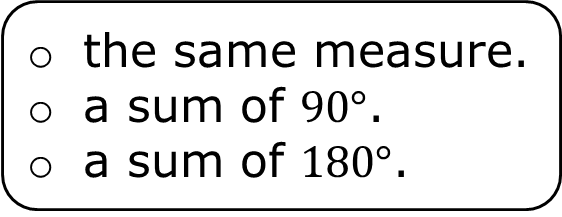 ○ the same measure.
○ a sum of 90°.
○ a sum of 180°.